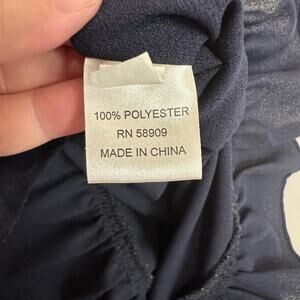 100% POLYESTER
RN 58909
MADE IN CHINA